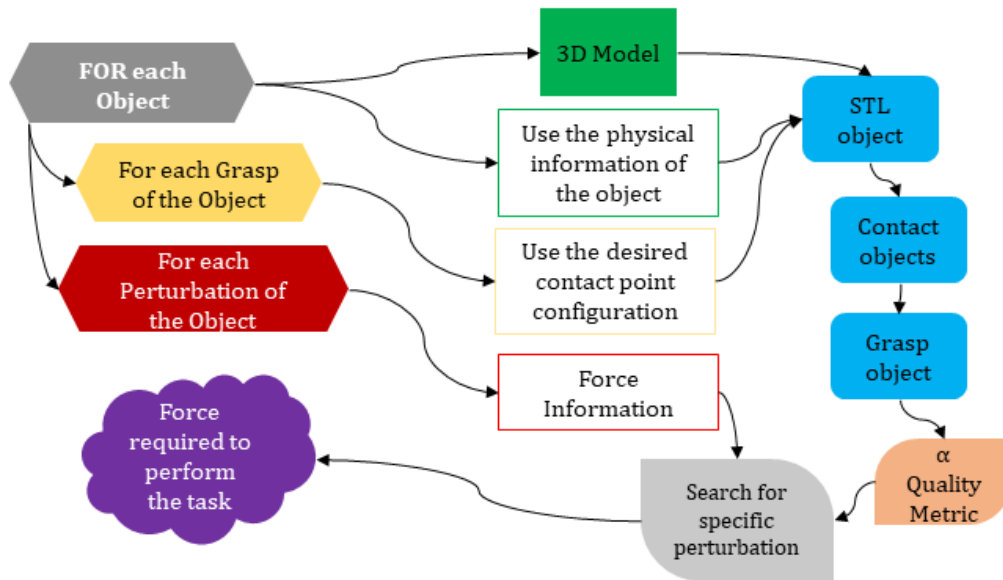 FOR each
Object
3D Model
STL
object
Use the physical
information of
the object
For each Grasp
of the Object
Contact
objects
Use the desired
contact point
configuration
For each
Perturbation of
the Object
Grasp
object
Force
Information
Force
required to
perform
the task
α
Quality
Metric
Search for
specific
perturbation